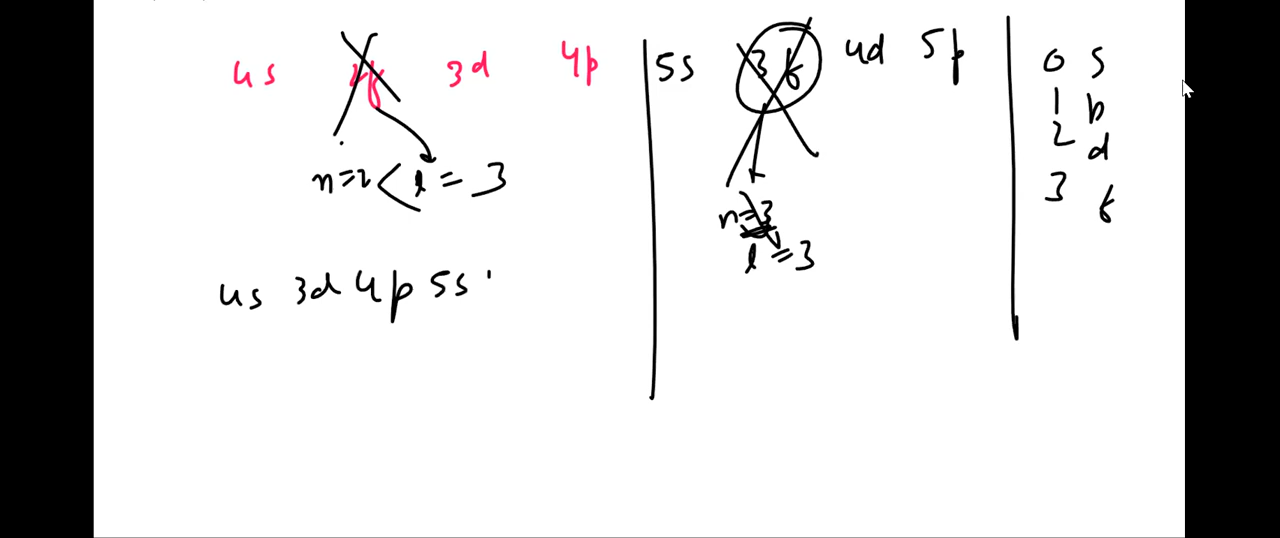 4s 2f 3d 4p 5s 3f 4d 5p
0 s
1 p
2 d
3 f
n=2 < l = 3
n=3
l = 3
4s 3d 4p 5s